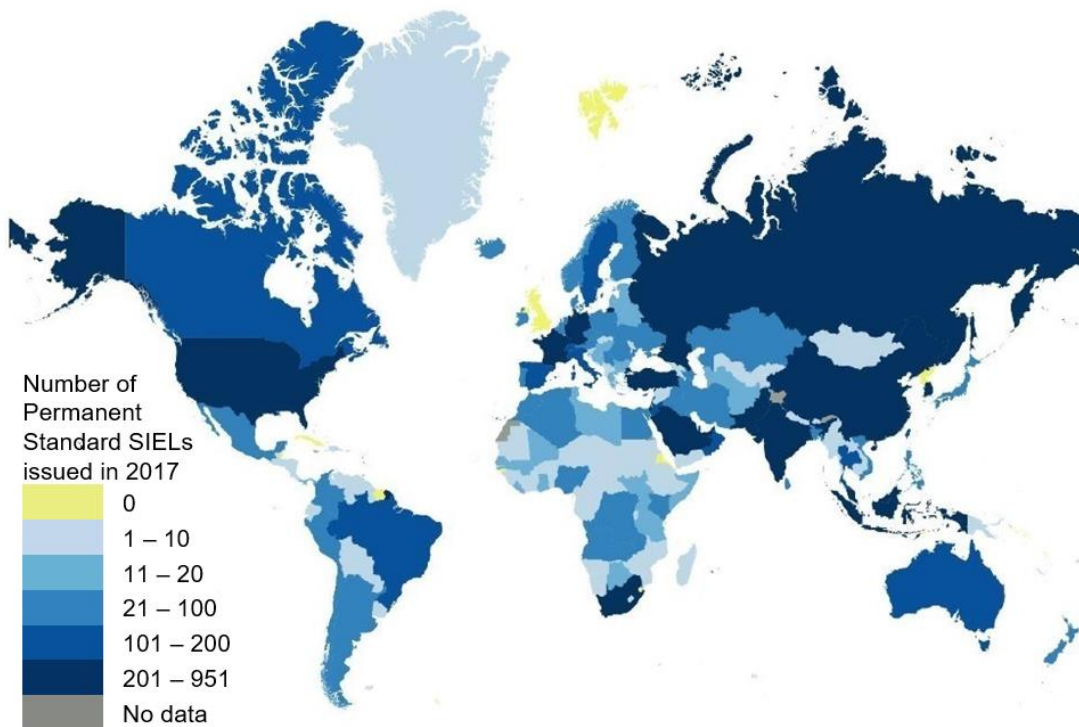 Number of
Permanent
Standard SIELs
issued in 2017
0
1 – 10
11 – 20
21 – 100
101 – 200
201 – 951
No data